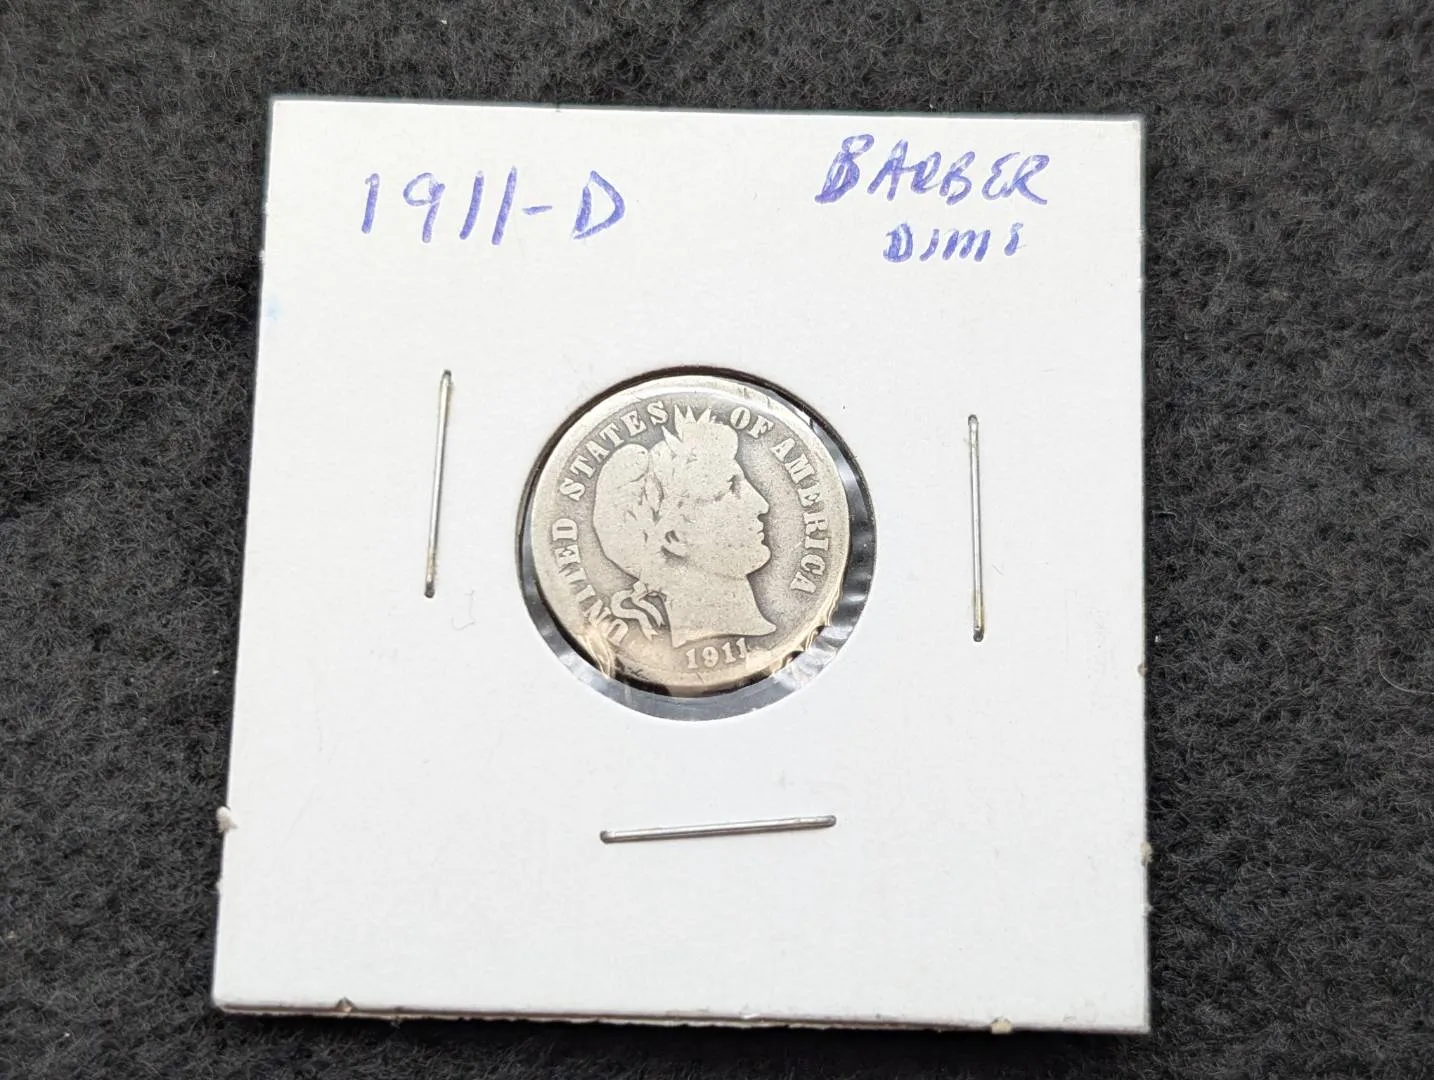 1911-D
BARBER
Dime
UNITED STATES OF AMERICA
1911